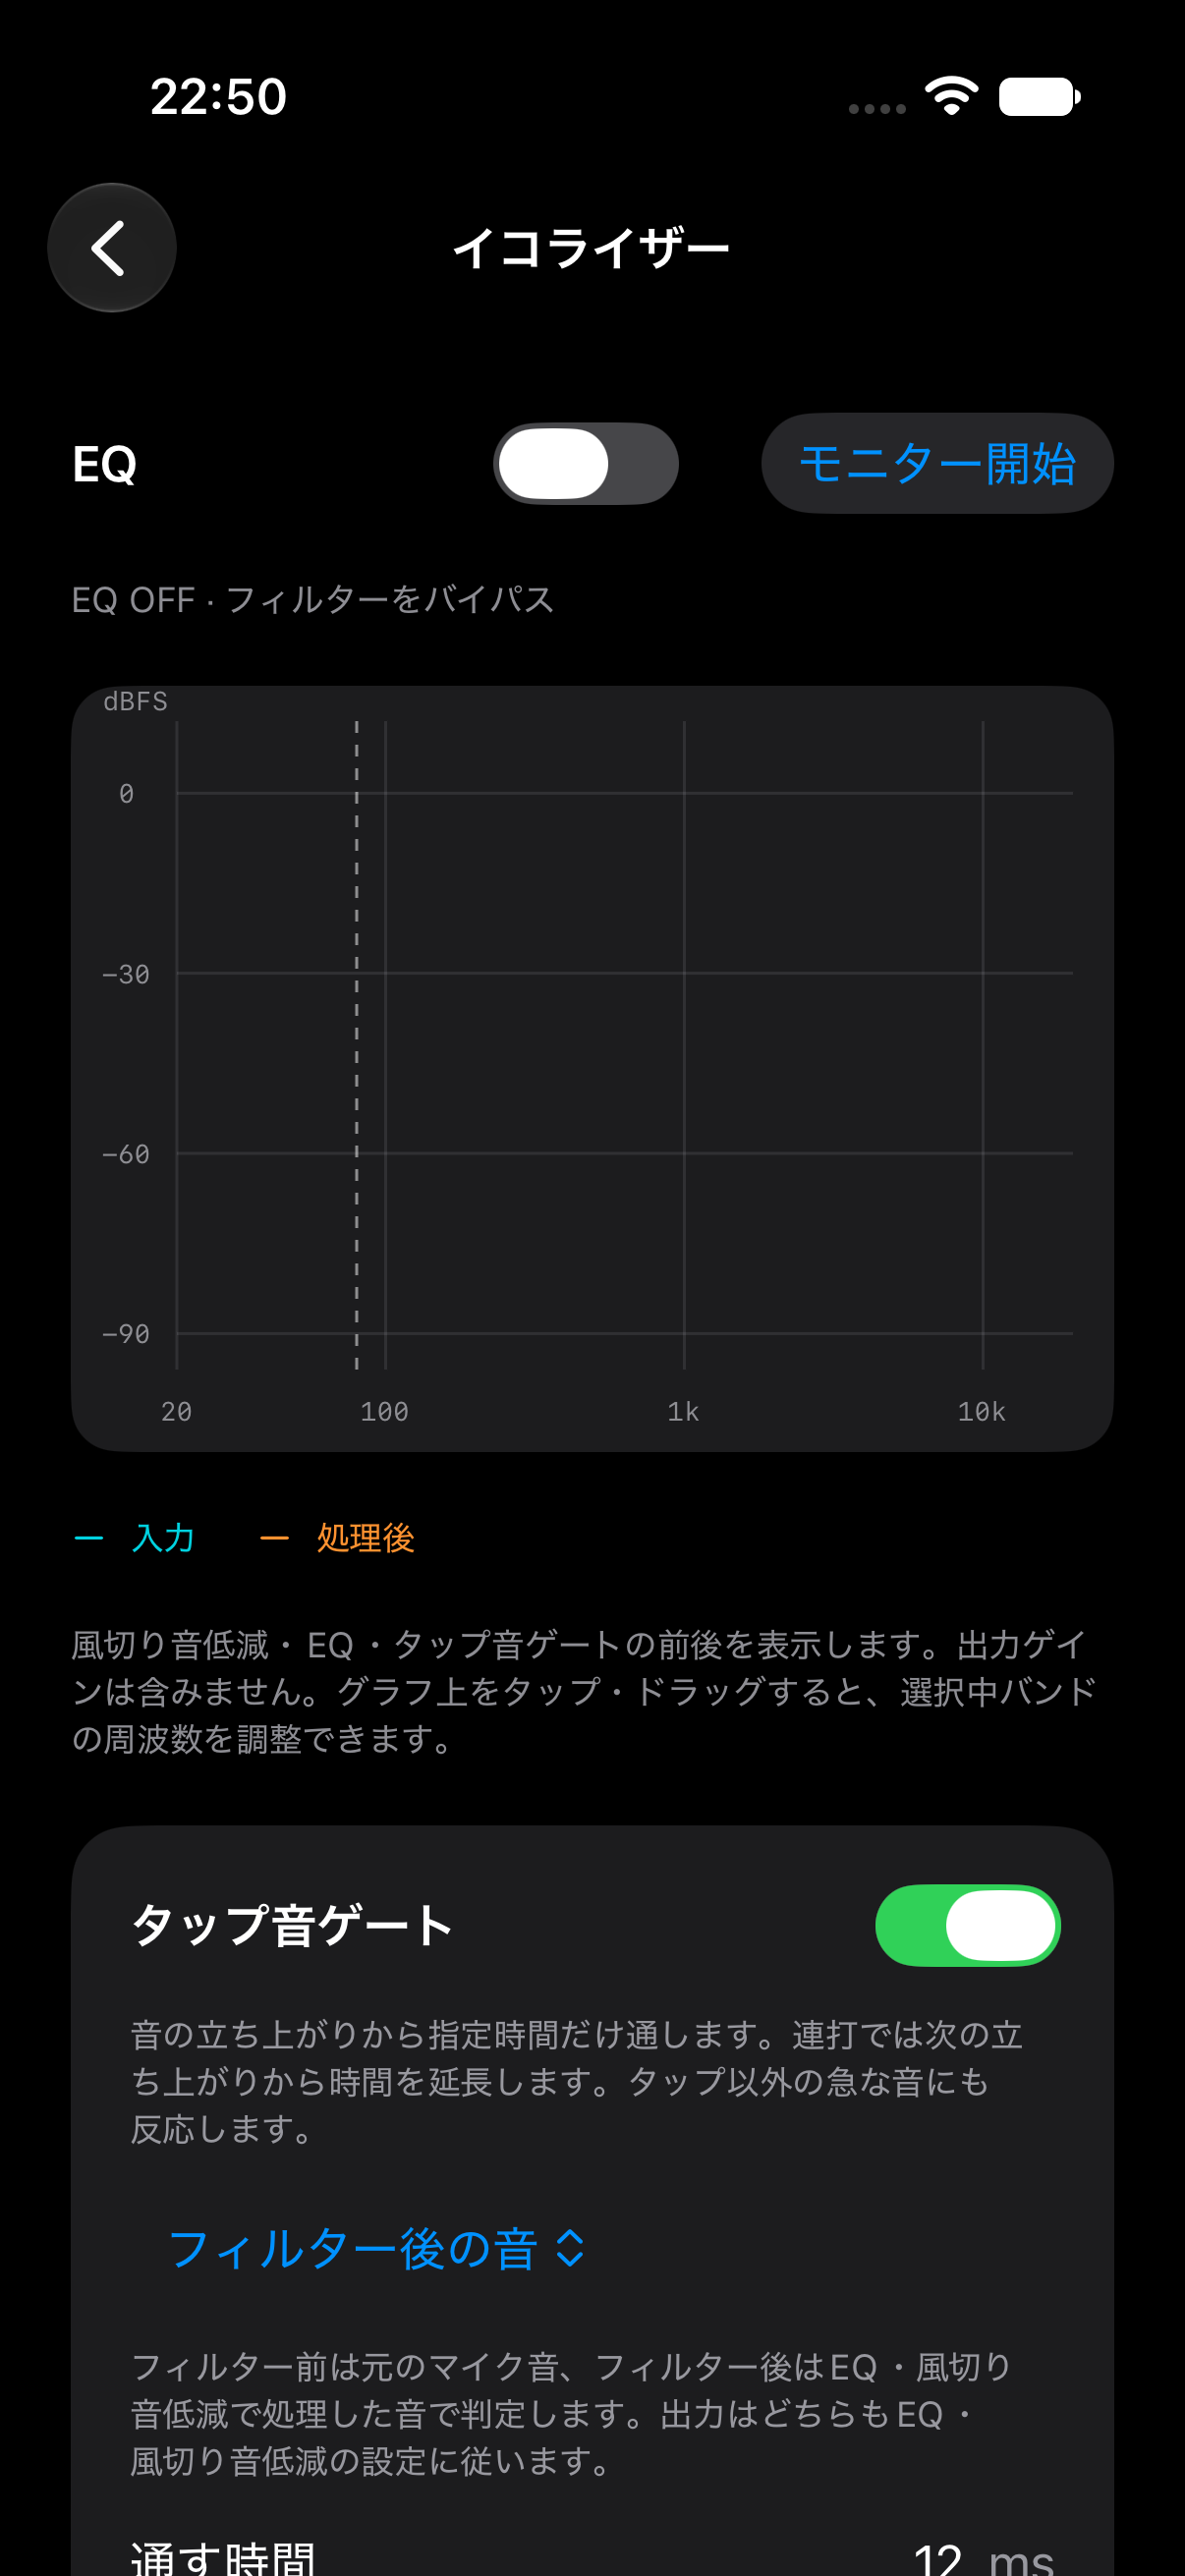 22:50
イコライザー
EQ
モニター開始
EQ OFF · フィルターをバイパス
dBFS
0
−30
−60
−90
20 100 1k 10k
入力 処理後
風切り音低減・EQ・タップ音ゲートの前後を表示します。出力ゲイ
ンは含みません。グラフ上をタップ・ドラッグすると、選択中バンド
の周波数を調整できます。
タップ音ゲート
音の立ち上がりから指定時間だけ通します。連打では次の立
ち上がりから時間を延長します。タップ以外の急な音にも
反応します。
フィルター後の音
フィルター前は元のマイク音、フィルター後はEQ・風切り
音低減で処理した音で判定します。出力はどちらもEQ・
風切り音低減の設定に従います。
通す時間 12 ms